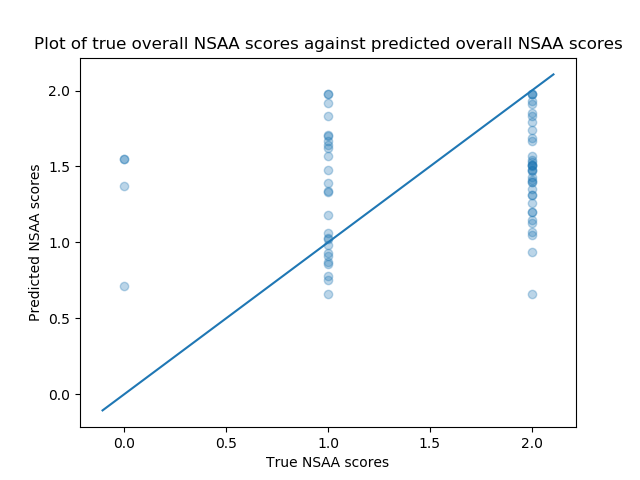 Plot of true overall NSAA scores against predicted overall NSAA scores
Predicted NSAA scores
2.0
1.5
1.0
0.5
0.0
0.0 0.5 1.0 1.5 2.0
True NSAA scores